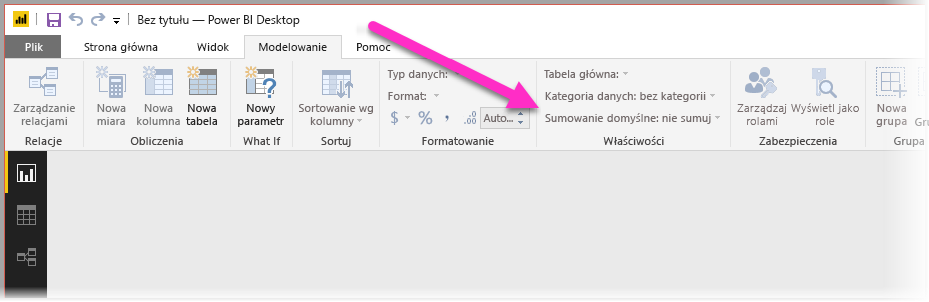 Bez tytułu — Power BI Desktop
Plik Strona główna Widok Modelowanie Pomoc
Zarządzanie relacjami
Relacje
Nowa miara
Nowa kolumna
Nowa tabela
Obliczenia
Nowy parametr
What If
Sortowanie wg kolumny
Sortuj
Typ danych:
Format:
$ % , .00 Auto...
Formatowanie
Tabela główna:
Kategoria danych: bez kategorii
Sumowanie domyślne: nie sumuj
Właściwości
Zarządzaj rolami
Wyświetl jako role
Zabezpieczenia
Nowa grupa
Grupa